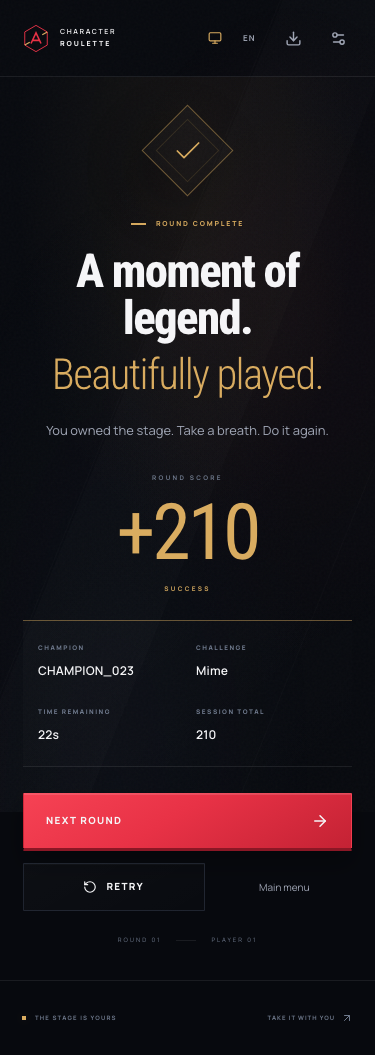 CHARACTER
ROULETTE
EN
ROUND COMPLETE
A moment of
legend.
Beautifully played.
You owned the stage. Take a breath. Do it again.
ROUND SCORE
+210
SUCCESS
CHAMPION
CHALLENGE
CHAMPION_023
Mime
TIME REMAINING
SESSION TOTAL
22s
210
NEXT ROUND
RETRY
Main menu
ROUND 01
PLAYER 01
THE STAGE IS YOURS
TAKE IT WITH YOU